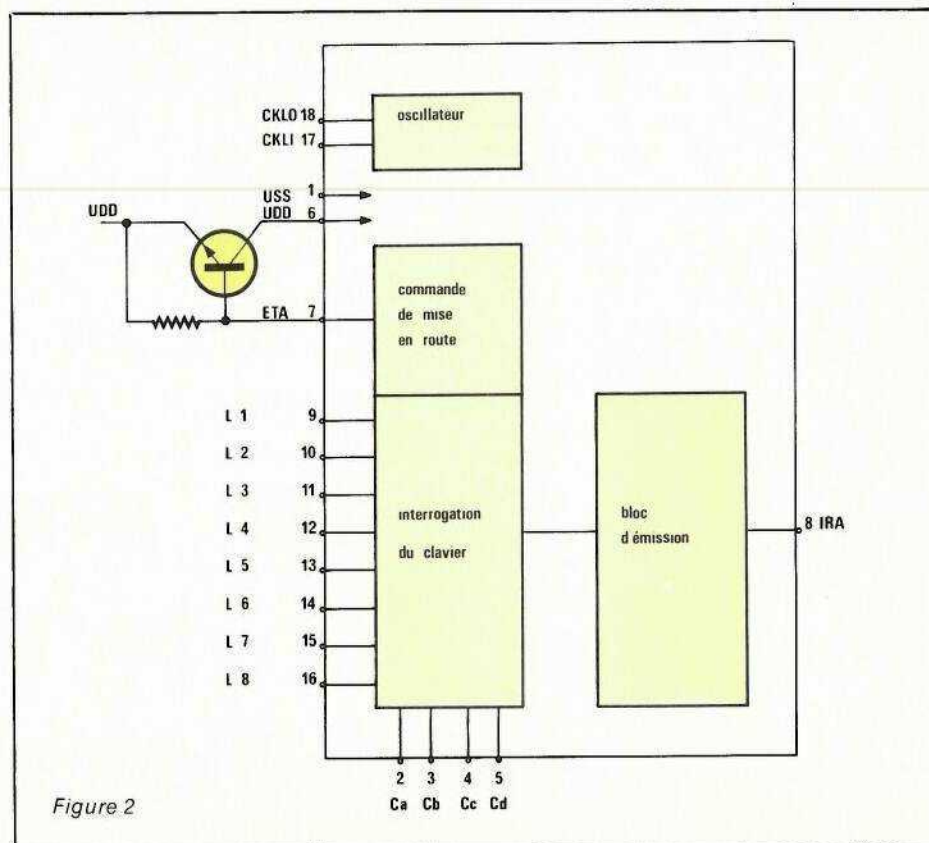 CKLO 18
oscillateur
CKLI 17
USS 1
UDD
UDD 6
commande
de mise
en route
ETA 7
L 1 9
L 2 10
L 3 11
L 4 12
interrogation
du clavier
bloc
d émission
8 IRA
L 5 13
L 6 14
L 7 15
L 8 16
2 3 4 5
Ca Cb Cc Cd
Figure 2